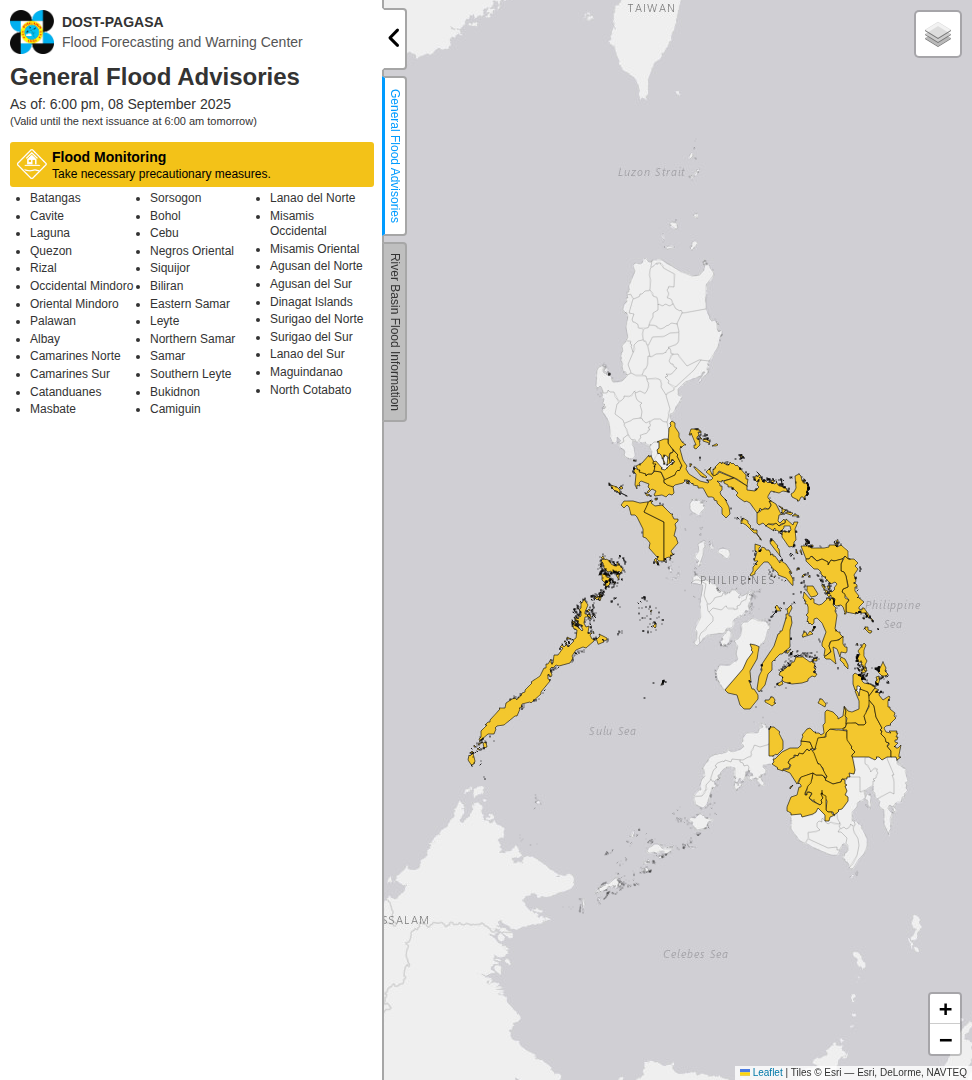 DOST-PAGASA
Flood Forecasting and Warning Center
General Flood Advisories
As of: 6:00 pm, 08 September 2025
(Valid until the next issuance at 6:00 am tomorrow)
Flood Monitoring
Take necessary precautionary measures.
Batangas
Cavite
Laguna
Quezon
Rizal
Occidental Mindoro
Oriental Mindoro
Palawan
Albay
Camarines Norte
Camarines Sur
Catanduanes
Masbate
Sorsogon
Bohol
Cebu
Negros Oriental
Siquijor
Biliran
Eastern Samar
Leyte
Northern Samar
Samar
Southern Leyte
Bukidnon
Camiguin
Lanao del Norte
Misamis
Occidental
Misamis Oriental
Agusan del Norte
Agusan del Sur
Dinagat Islands
Surigao del Norte
Surigao del Sur
Lanao del Sur
Maguindanao
North Cotabato
General Flood Advisories
River Basin Flood Information
TAIWAN
Luzon Strait
PHILIPPINES
Philippine
Sea
Sulu Sea
SSALAM
Celebes Sea
+
−
Leaflet | Tiles © Esri — Esri, DeLorme, NAVTEQ